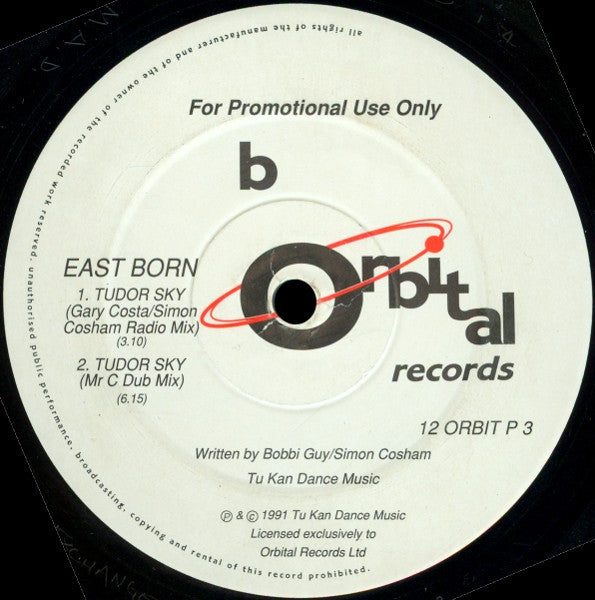 all rights of the manufacturer and of the owner of the recorded work reserved. unauthorised public performance, broadcasting, copying and rental of this record prohibited.
For Promotional Use Only
b
Orbital
records
EAST BORN
1. TUDOR SKY
(Gary Costa/Simon
Cosham Radio Mix)
(3.10)
2. TUDOR SKY
(Mr C Dub Mix)
(6.15)
12 ORBIT P 3
Written by Bobbi Guy/Simon Cosham
Tu Kan Dance Music
℗ & © 1991 Tu Kan Dance Music
Licensed exclusively to
Orbital Records Ltd
M.A.D.